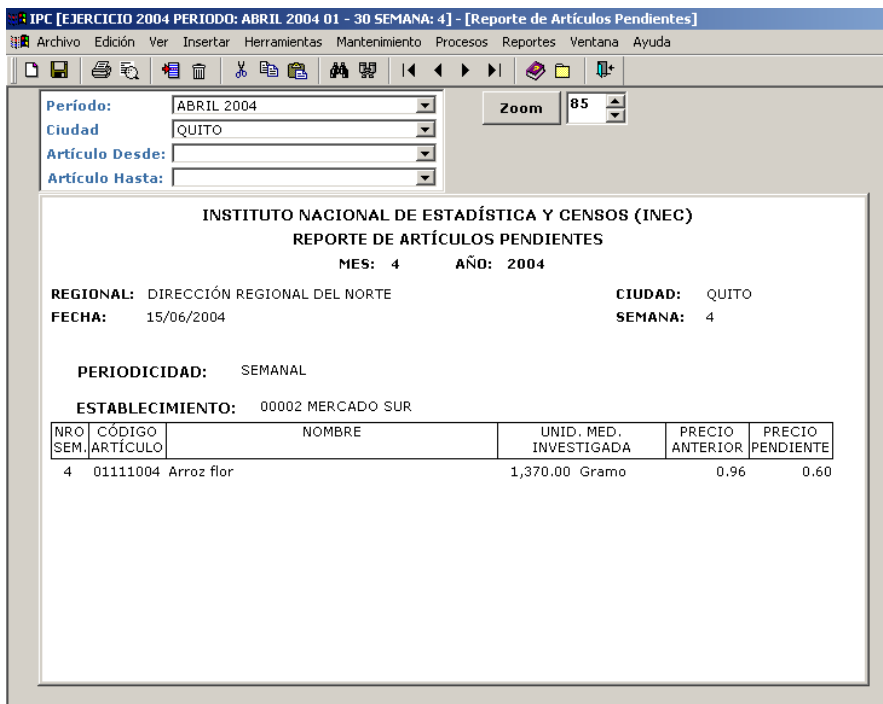 IPC [EJERCICIO 2004 PERIODO: ABRIL 2004 01 - 30 SEMANA: 4] - [Reporte de Artículos Pendientes]
Archivo Edición Ver Insertar Herramientas Mantenimiento Procesos Reportes Ventana Ayuda
Período: ABRIL 2004 Zoom 85
Ciudad QUITO
Artículo Desde:
Artículo Hasta:
INSTITUTO NACIONAL DE ESTADÍSTICA Y CENSOS (INEC)
REPORTE DE ARTÍCULOS PENDIENTES
MES: 4 AÑO: 2004
REGIONAL: DIRECCIÓN REGIONAL DEL NORTE CIUDAD: QUITO
FECHA: 15/06/2004 SEMANA: 4
PERIODICIDAD: SEMANAL
ESTABLECIMIENTO: 00002 MERCADO SUR
NRO CÓDIGO NOMBRE UNID. MED. PRECIO PRECIO
SEM. ARTÍCULO INVESTIGADA ANTERIOR PENDIENTE
4 01111004 Arroz flor 1,370.00 Gramo 0.96 0.60